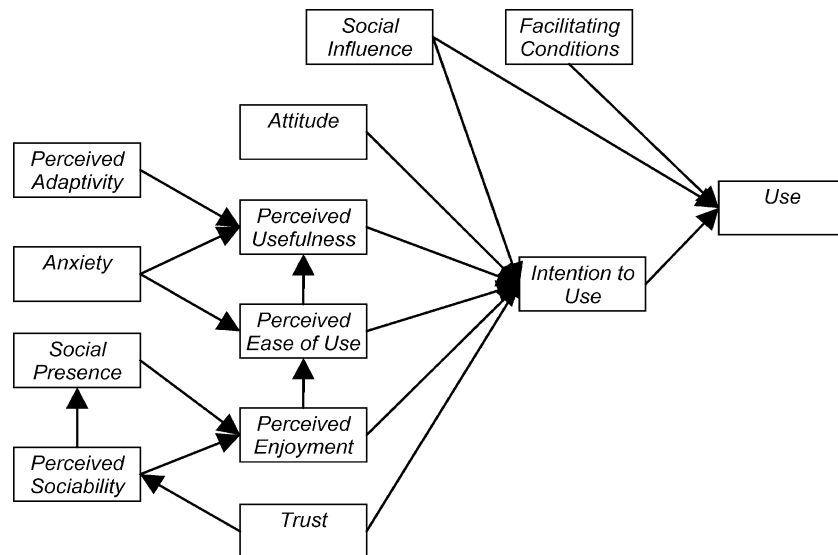 Social
Influence
Facilitating
Conditions
Attitude
Perceived
Adaptivity
Perceived
Usefulness
Use
Anxiety
Intention to
Use
Perceived
Ease of Use
Social
Presence
Perceived
Enjoyment
Perceived
Sociability
Trust